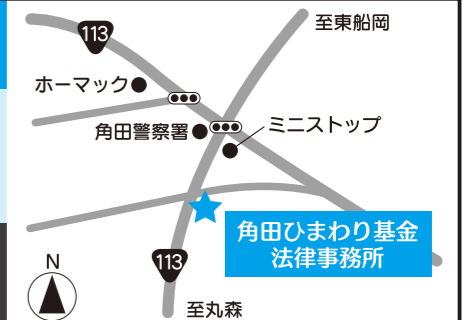 113
至東船岡
ホーマック
角田警察署
ミニストップ
角田ひまわり基金
法律事務所
N
113
至丸森